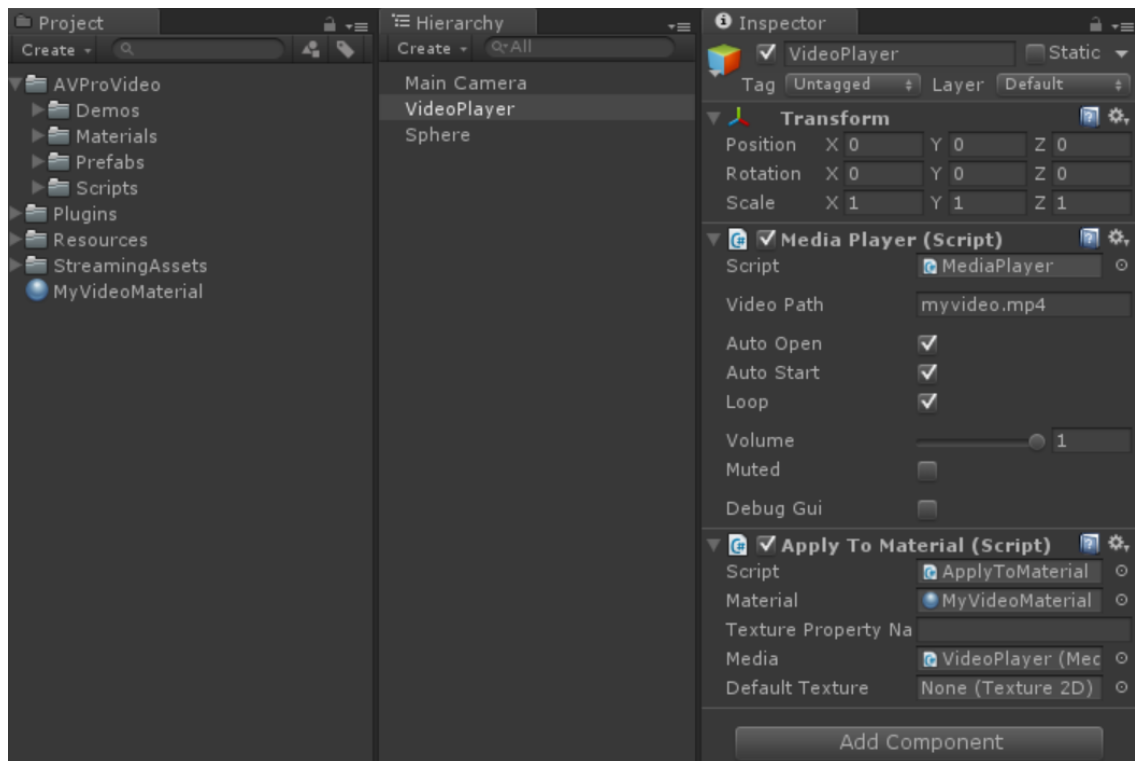 Project
Create
AVProVideo
Demos
Materials
Prefabs
Scripts
Plugins
Resources
StreamingAssets
MyVideoMaterial
Hierarchy
Create All
Main Camera
VideoPlayer
Sphere
Inspector
VideoPlayer Static
Tag Untagged Layer Default
Transform
Position X 0 Y 0 Z 0
Rotation X 0 Y 0 Z 0
Scale X 1 Y 1 Z 1
Media Player (Script)
Script MediaPlayer
Video Path myvideo.mp4
Auto Open
Auto Start
Loop
Volume 1
Muted
Debug Gui
Apply To Material (Script)
Script ApplyToMaterial
Material MyVideoMaterial
Texture Property Na
Media VideoPlayer (Med
Default Texture None (Texture 2D)
Add Component